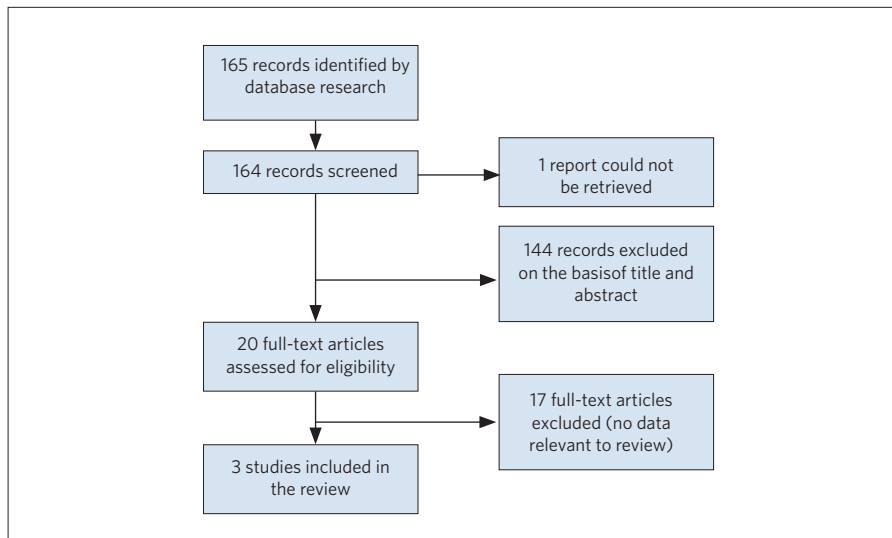 165 records identified by
database research
164 records screened
1 report could not
be retrieved
144 records excluded
on the basisof title and
abstract
20 full-text articles
assessed for eligibility
17 full-text articles
excluded (no data
relevant to review)
3 studies included in
the review